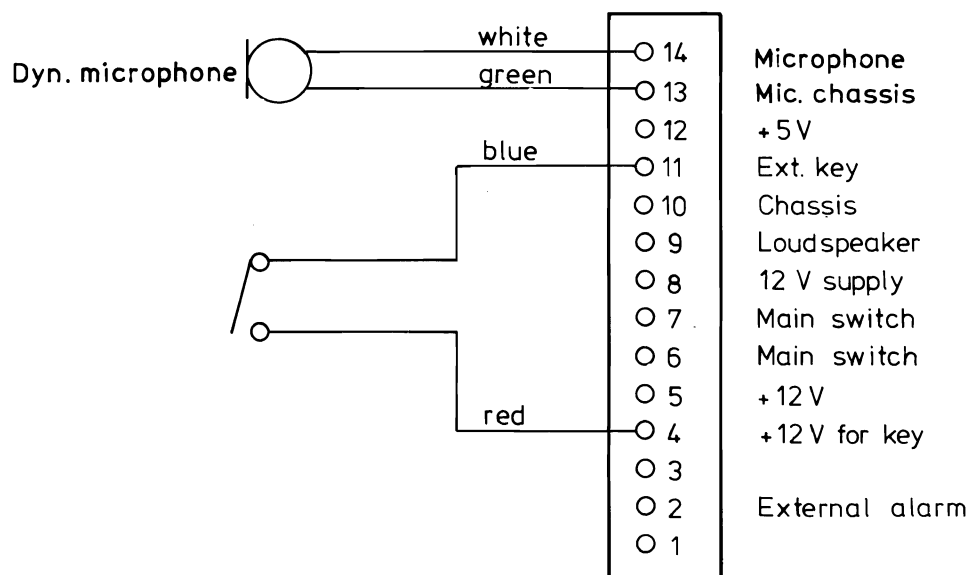 white
14 Microphone
Dyn. microphone
green
13 Mic. chassis
12 +5V
blue
11 Ext. key
10 Chassis
9 Loudspeaker
8 12 V supply
7 Main switch
6 Main switch
5 +12V
red
4 +12V for key
3
2 External alarm
1